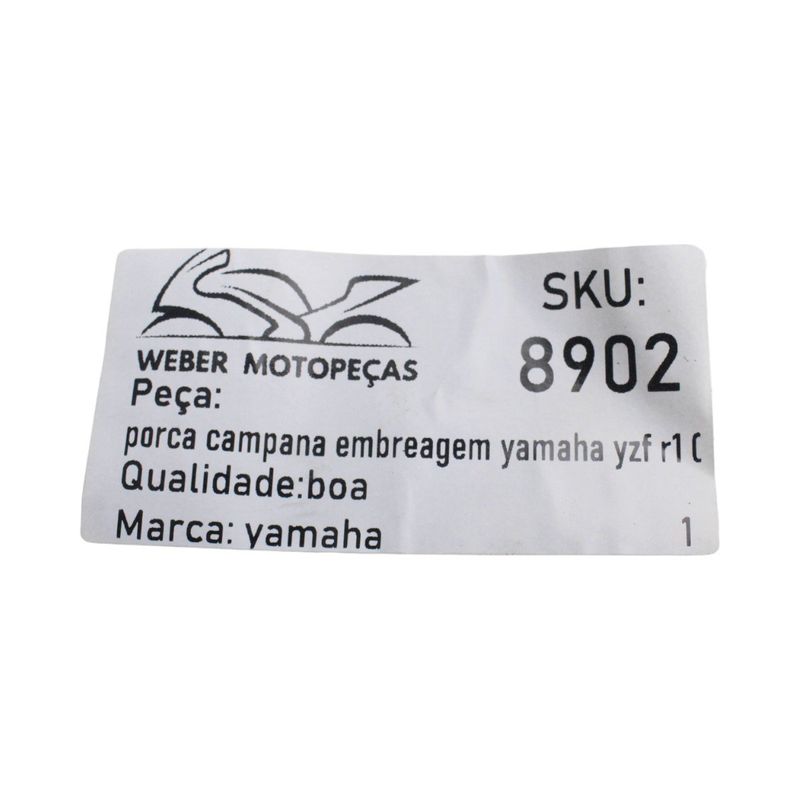 WEBER MOTOPEÇAS
SKU:
8902
Peça:
porca campana embreagem yamaha yzf r1
Qualidade:boa
Marca: yamaha
1